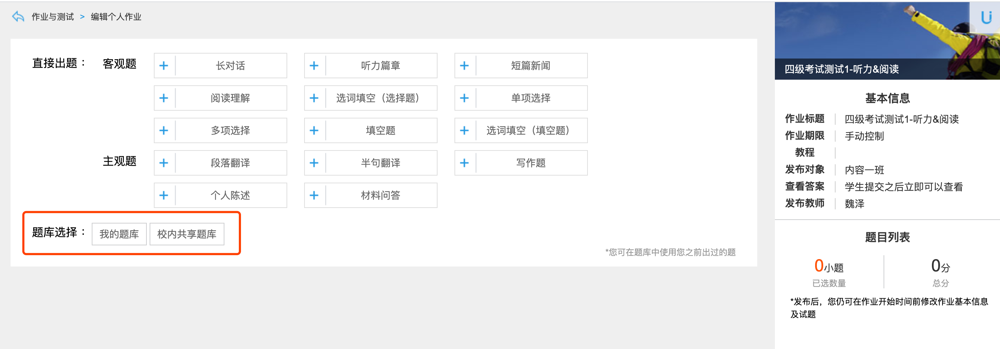 作业与测试 > 编辑个人作业
直接出题： 客观题 + 长对话 + 听力篇章 + 短篇新闻
+ 阅读理解 + 选词填空（选择题） + 单项选择
+ 多项选择 + 填空题 + 选词填空（填空题）
主观题 + 段落翻译 + 半句翻译 + 写作题
+ 个人陈述 + 材料问答
题库选择： 我的题库 校内共享题库
*您可在题库中使用您之前出过的题
U
四级考试测试1-听力&阅读
基本信息
作业标题 四级考试测试1-听力&阅读
作业期限 手动控制
教程
发布对象 内容一班
查看答案 学生提交之后立即可以查看
发布教师 魏泽
题目列表
0小题 0分
已选数量 总分
*发布后，您仍可在作业开始时间前修改作业基本信息
及试题